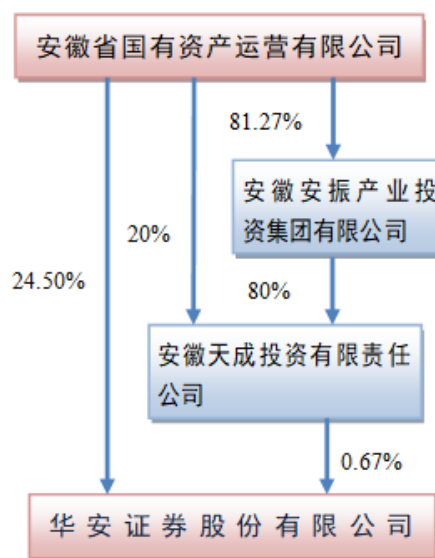 安徽省国有资产运营有限公司
81.27%
安徽安振产业投
资集团有限公司
20%
24.50%
80%
安徽天成投资有限责任
公司
0.67%
华安证券股份有限公司